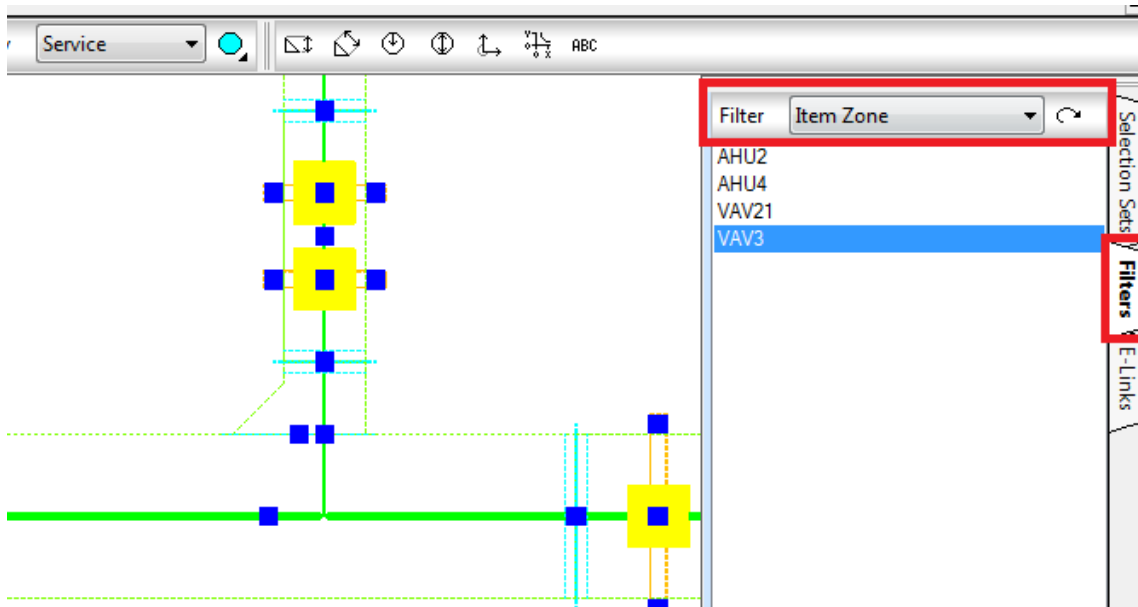 Service
ABC
Filter Item Zone
AHU2
AHU4
VAV21
VAV3
Selection Sets
Filters
E-Links